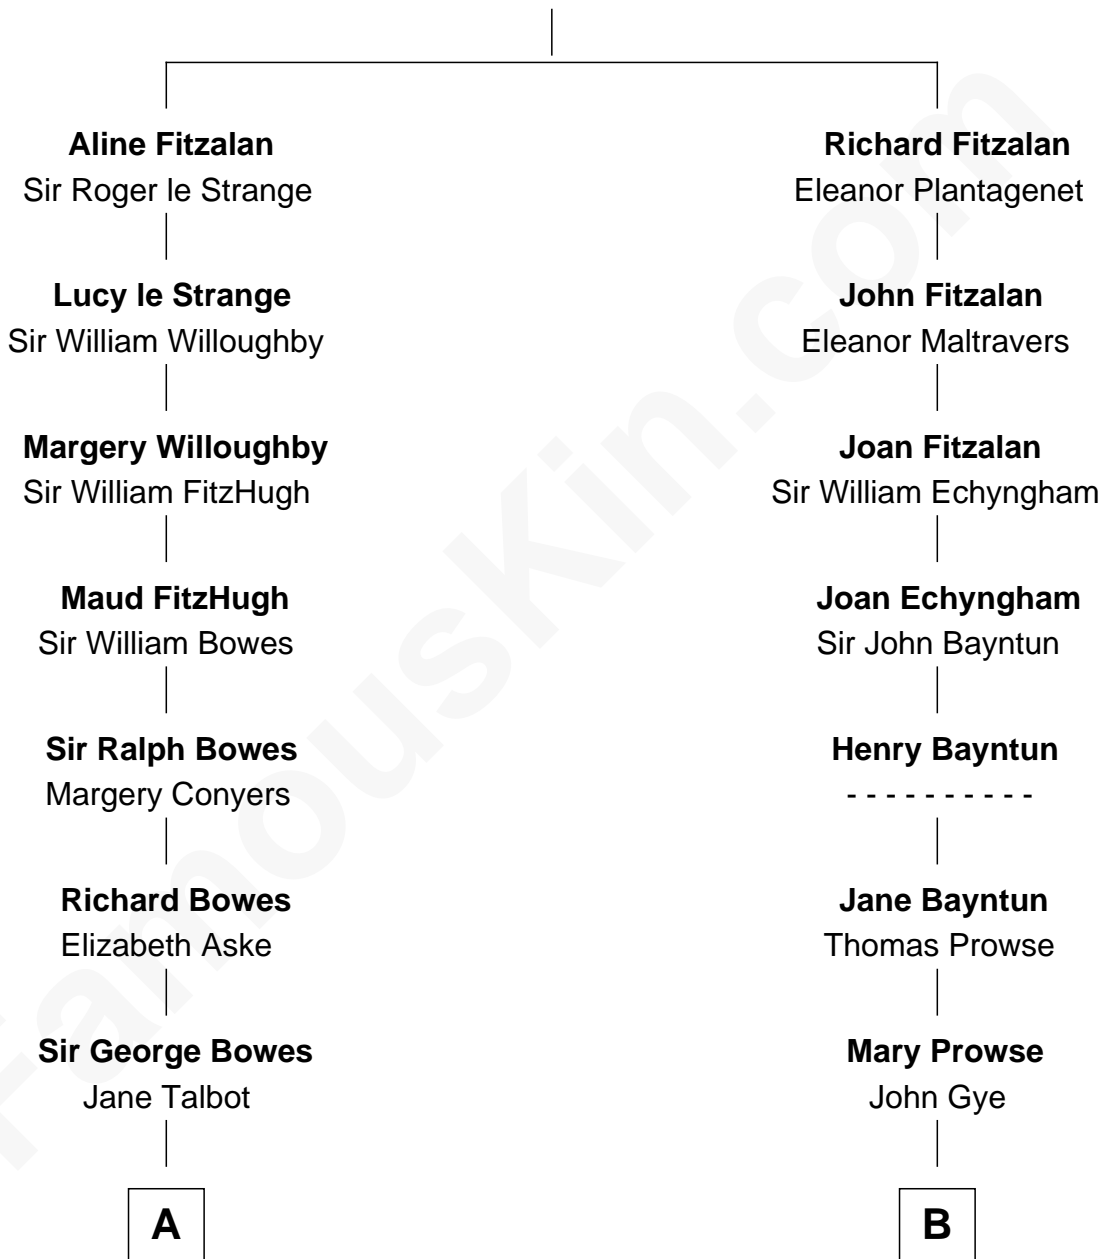 Aline Fitzalan
Sir Roger le Strange
Lucy le Strange
Sir William Willoughby
Margery Willoughby
Sir William FitzHugh
Maud FitzHugh
Sir William Bowes
Sir Ralph Bowes
Margery Conyers
Richard Bowes
Elizabeth Aske
Sir George Bowes
Jane Talbot
A
Richard Fitzalan
Eleanor Plantagenet
John Fitzalan
Eleanor Maltravers
Joan Fitzalan
Sir William Echyngham
Joan Echyngham
Sir John Bayntun
Henry Bayntun
- - - - - - - - - -
Jane Bayntun
Thomas Prowse
Mary Prowse
John Gye
B
FamousKin.com